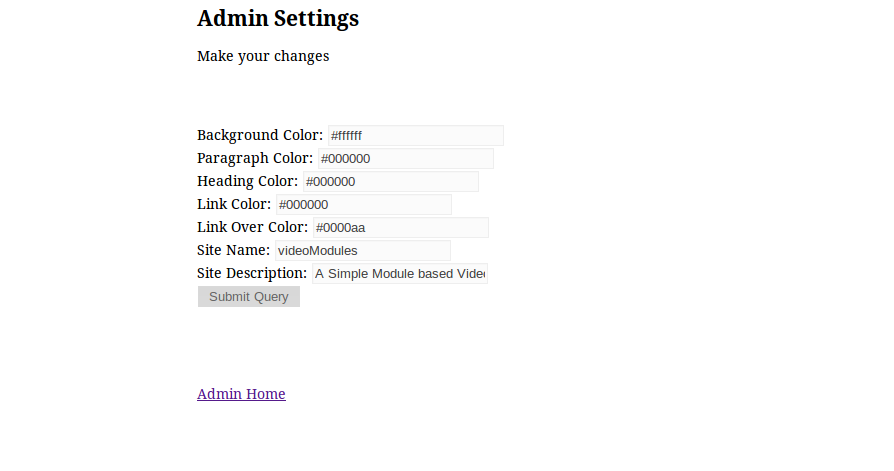 Admin Settings
Make your changes
Background Color: #ffffff
Paragraph Color: #000000
Heading Color: #000000
Link Color: #000000
Link Over Color: #0000aa
Site Name: videoModules
Site Description: A Simple Module based Vide
Submit Query
Admin Home